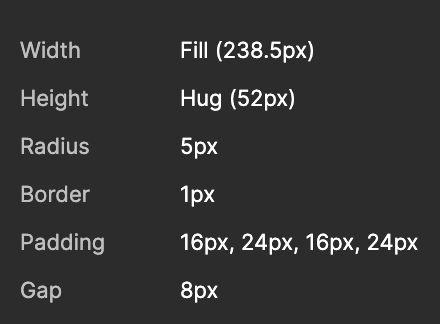 Width Fill (238.5px)
Height Hug (52px)
Radius 5px
Border 1px
Padding 16px, 24px, 16px, 24px
Gap 8px